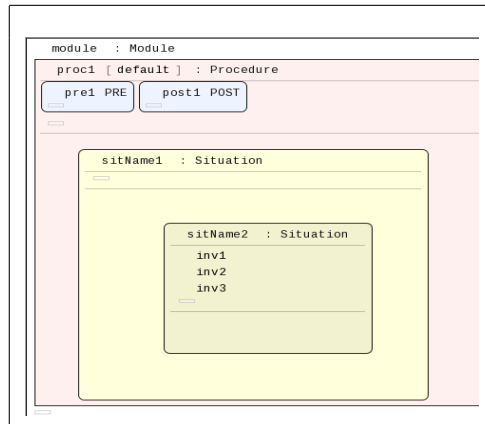 module : Module
proc1 [ default ] : Procedure
pre1 PRE post1 POST
sitName1 : Situation
sitName2 : Situation
inv1
inv2
inv3